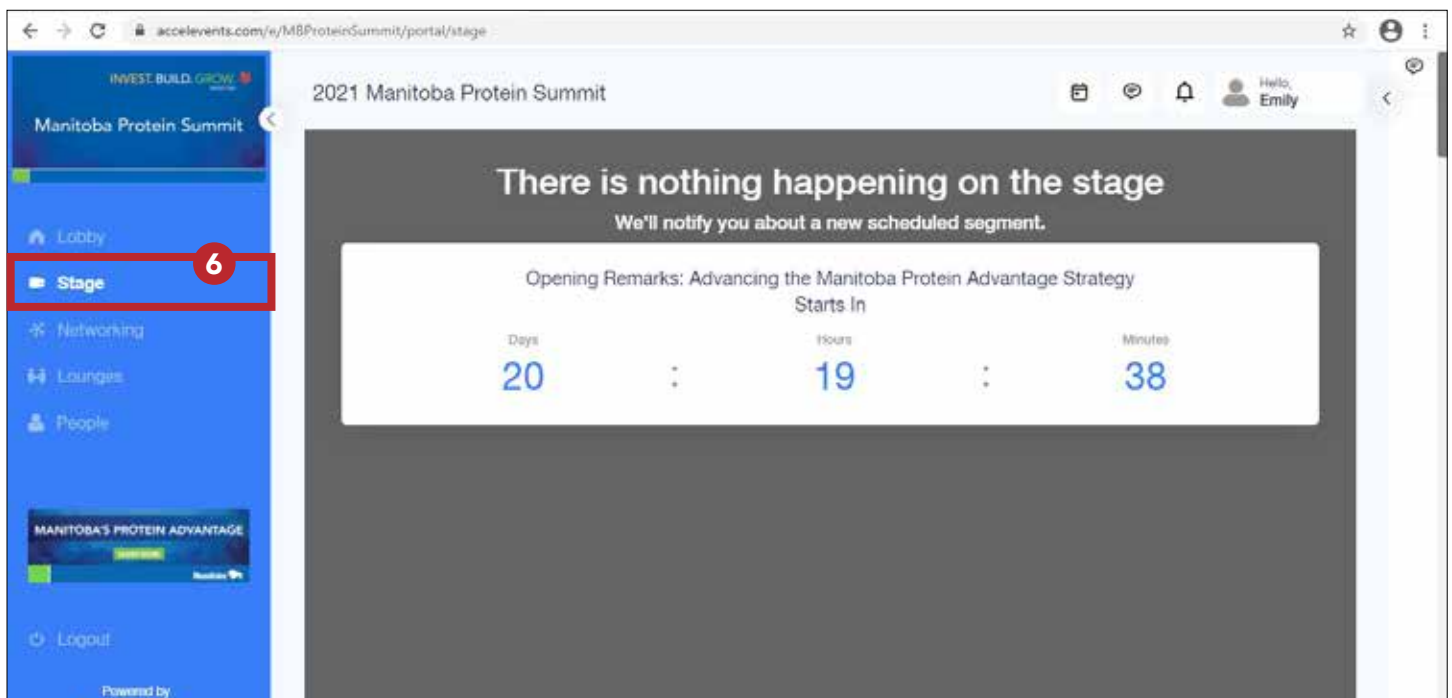 accelevents.com/e/MBProteinSummit/portal/stage
INVEST. BUILD. GROW.
Manitoba Protein Summit
2021 Manitoba Protein Summit
Hello,
Emily
Lobby
Stage
6
Networking
Lounges
People
MANITOBA'S PROTEIN ADVANTAGE
LEARN MORE
Manitoba
Logout
Powered by
There is nothing happening on the stage
We'll notify you about a new scheduled segment.
Opening Remarks: Advancing the Manitoba Protein Advantage Strategy
Starts In
Days Hours Minutes
20 : 19 : 38